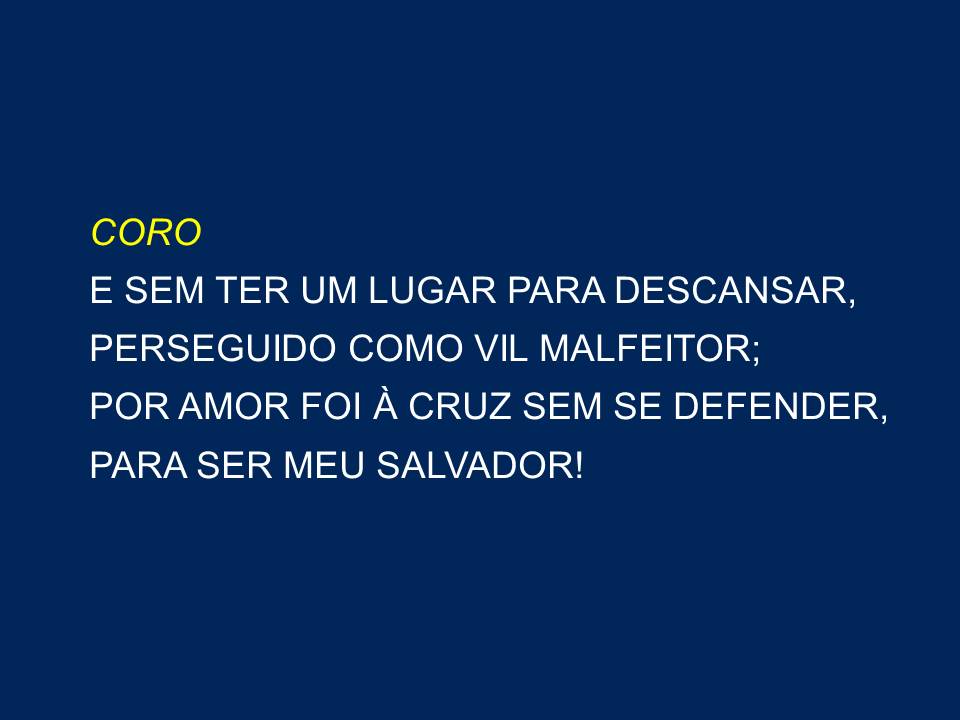 CORO
E SEM TER UM LUGAR PARA DESCANSAR,
PERSEGUIDO COMO VIL MALFEITOR;
POR AMOR FOI À CRUZ SEM SE DEFENDER,
PARA SER MEU SALVADOR!